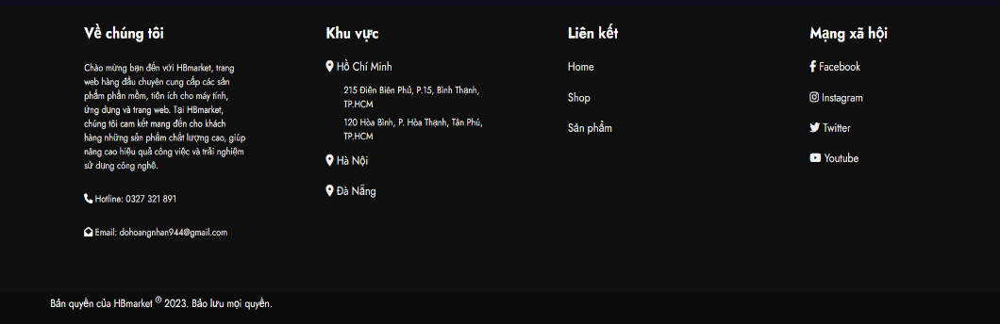 Về chúng tôi
Chào mừng bạn đến với HBmarket, trang
web hàng đầu chuyên cung cấp các sản
phẩm phần mềm, tiện ích cho máy tính,
ứng dụng và trang web. Tại HBmarket,
chúng tôi cam kết mang đến cho khách
hàng những sản phẩm chất lượng cao, giúp
nâng cao hiệu quả công việc và trải nghiệm
sử dụng công nghệ.
Hotline: 0327 321 891
Email: dohoangnhan944@gmail.com
Khu vực
Hồ Chí Minh
215 Điện Biên Phủ, P.15, Bình Thạnh,
TP.HCM
120 Hòa Bình, P. Hòa Thạnh, Tân Phú,
TP.HCM
Hà Nội
Đà Nẵng
Liên kết
Home
Shop
Sản phẩm
Mạng xã hội
Facebook
Instagram
Twitter
Youtube
Bản quyền của HBmarket ® 2023. Bảo lưu mọi quyền.